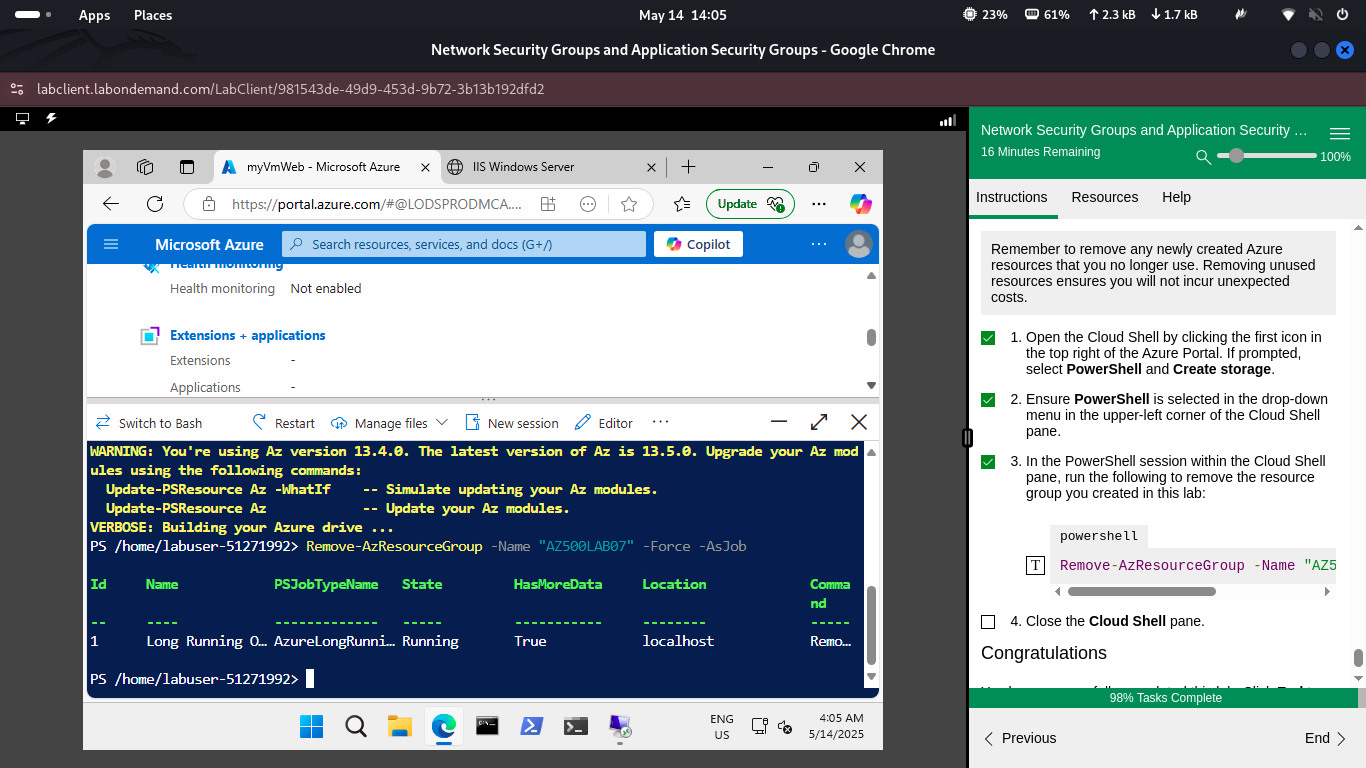 Apps Places May 14 14:05 23% 61% 2.3 kB 1.7 kB
Network Security Groups and Application Security Groups - Google Chrome
labclient.labondemand.com/LabClient/981543de-49d9-453d-9b72-3b13b192dfd2
myVmWeb - Microsoft Azure IIS Windows Server
https://portal.azure.com/#@LODSPRODMCA.... Update
Microsoft Azure Search resources, services, and docs (G+/) Copilot
Health monitoring
Health monitoring Not enabled
Extensions + applications
Extensions -
Applications -
Switch to Bash Restart Manage files New session Editor
WARNING: You're using Az version 13.4.0. The latest version of Az is 13.5.0. Upgrade your Az mod
ules using the following commands:
Update-PSResource Az -WhatIf -- Simulate updating your Az modules.
Update-PSResource Az -- Update your Az modules.
VERBOSE: Building your Azure drive ...
PS /home/labuser-51271992> Remove-AzResourceGroup -Name "AZ500LAB07" -Force -AsJob
Id Name PSJobTypeName State HasMoreData Location Comma
nd
-- ---- ------------- ----- ----------- -------- -----
1 Long Running O… AzureLongRunni… Running True localhost Remo…
PS /home/labuser-51271992>
ENG
US
4:05 AM
5/14/2025
Network Security Groups and Application Security …
16 Minutes Remaining
100%
Instructions Resources Help
Remember to remove any newly created Azure
resources that you no longer use. Removing unused
resources ensures you will not incur unexpected
costs.
1. Open the Cloud Shell by clicking the first icon in
the top right of the Azure Portal. If prompted,
select PowerShell and Create storage.
2. Ensure PowerShell is selected in the drop-down
menu in the upper-left corner of the Cloud Shell
pane.
3. In the PowerShell session within the Cloud Shell
pane, run the following to remove the resource
group you created in this lab:
powershell
T Remove-AzResourceGroup -Name "AZ5
4. Close the Cloud Shell pane.
Congratulations
98% Tasks Complete
Previous End